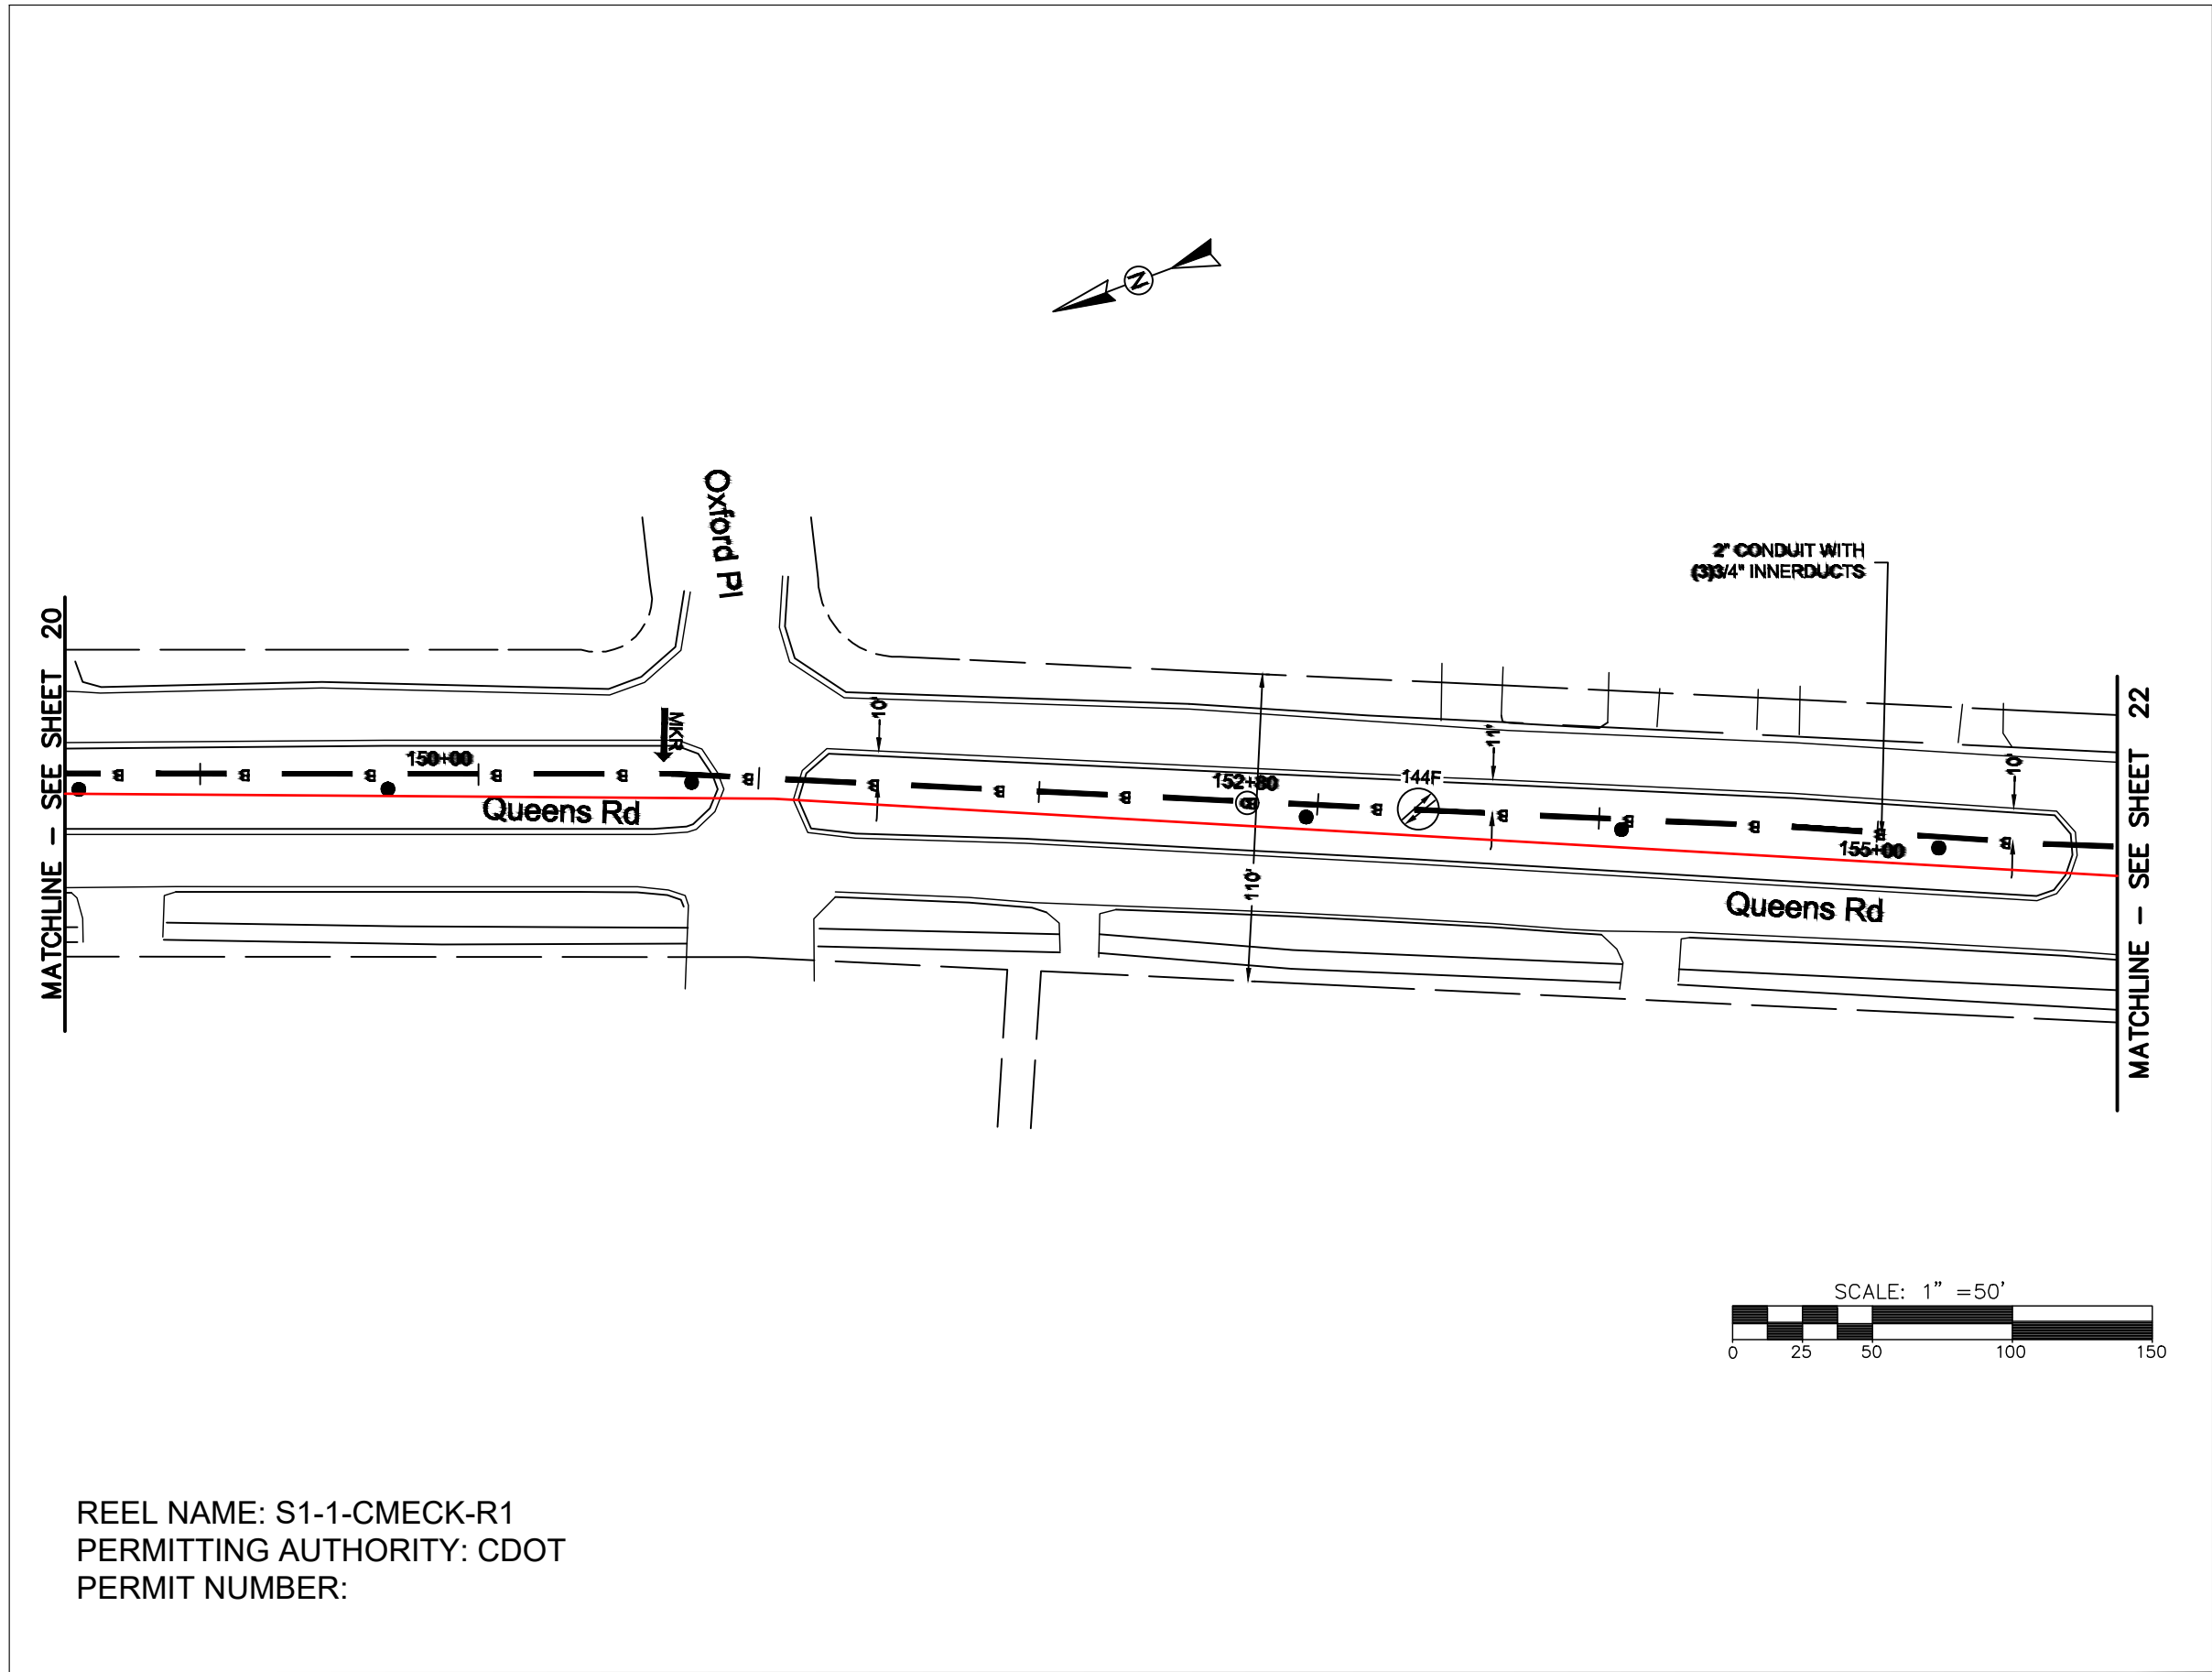 Oxford Pl
2" CONDUIT WITH
(3)3/4" INNERDUCTS
MATCHLINE - SEE SHEET 20
MATCHLINE - SEE SHEET 22
N
MKR
10'
11'
10'
150+00
152+80
144F
155+00
110'
Queens Rd
Queens Rd
SCALE: 1" =50'
0 25 50 100 150
REEL NAME: S1-1-CMECK-R1
PERMITTING AUTHORITY: CDOT
PERMIT NUMBER: